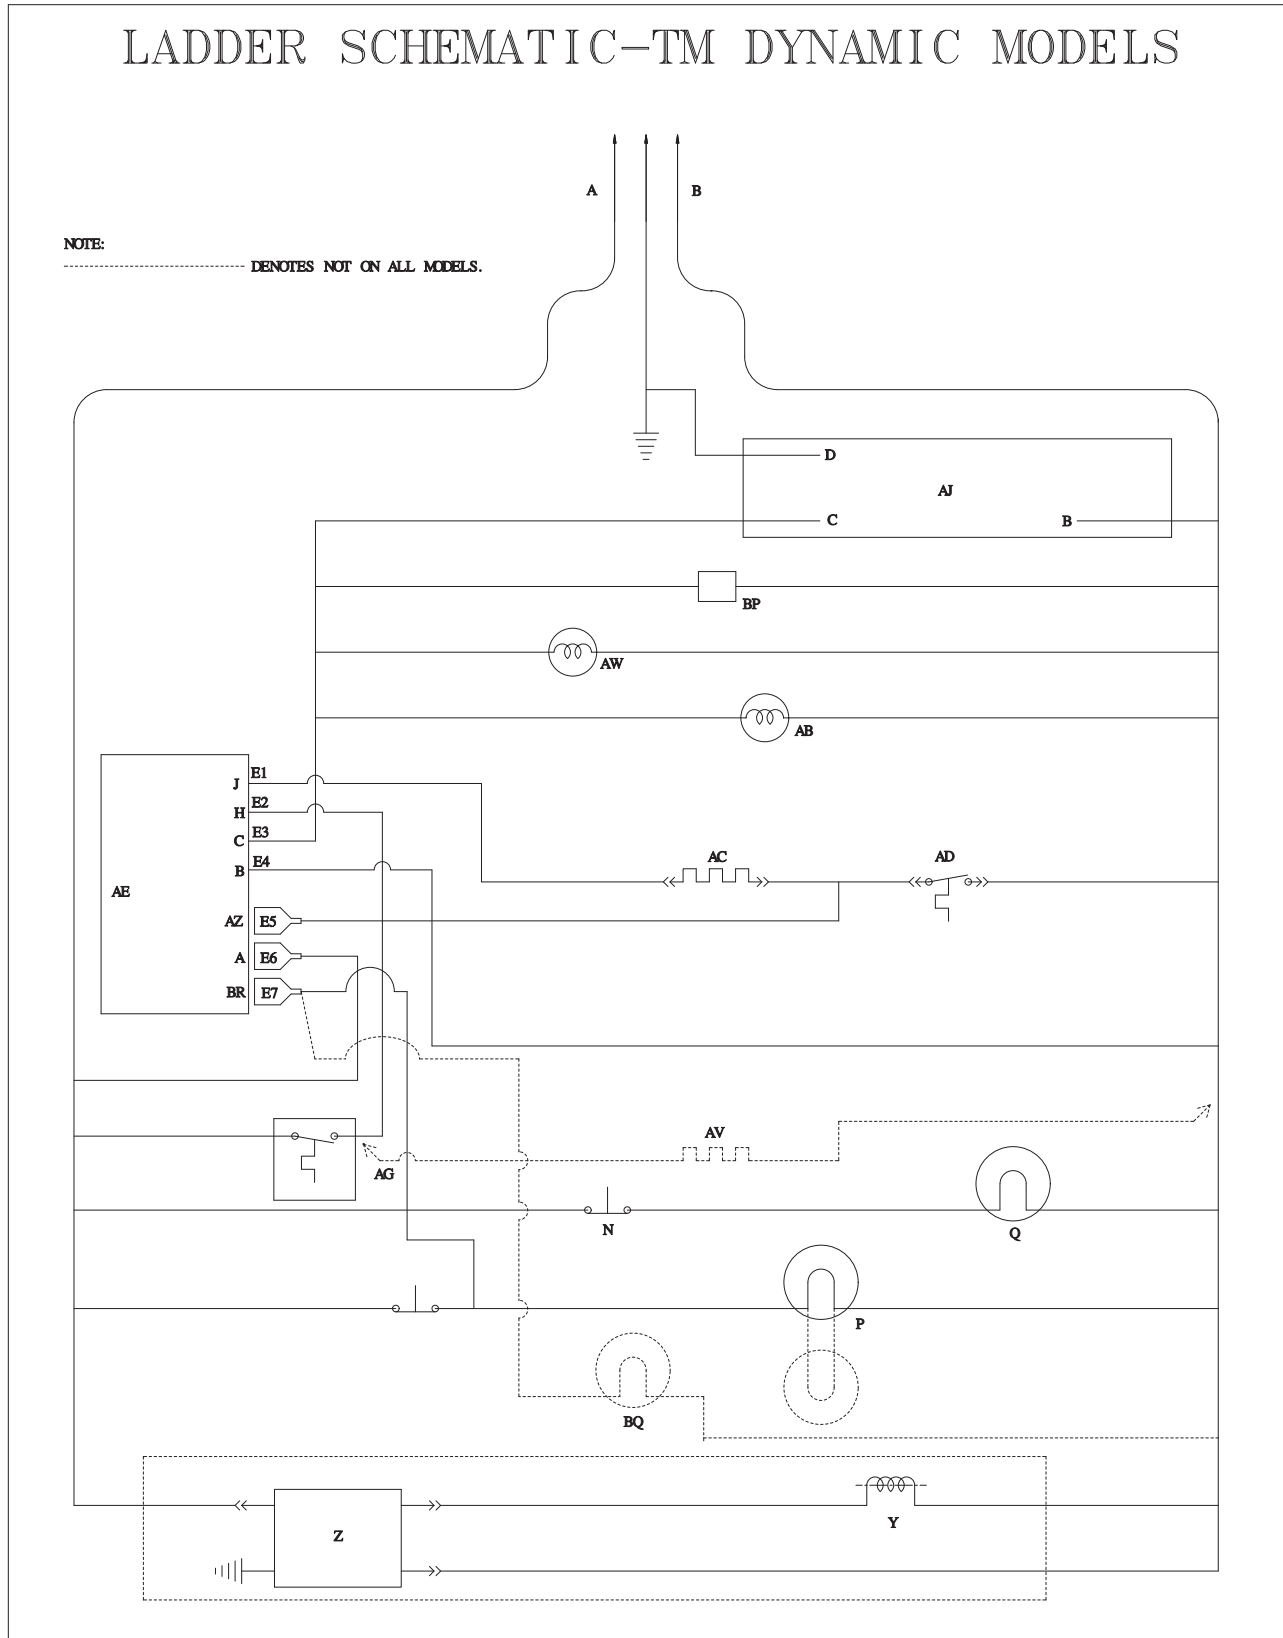 LADDER SCHEMATIC-TM DYNAMIC MODELS
A
B
NOTE:
DENOTES NOT ON ALL MODELS.
D
AJ
C
B
BP
AW
AB
E1
J
E2
H
E3
C
E4
B
AC
AD
AE
AZ
E5
A
E6
BR
E7
AV
AG
N
Q
P
BQ
Z
Y